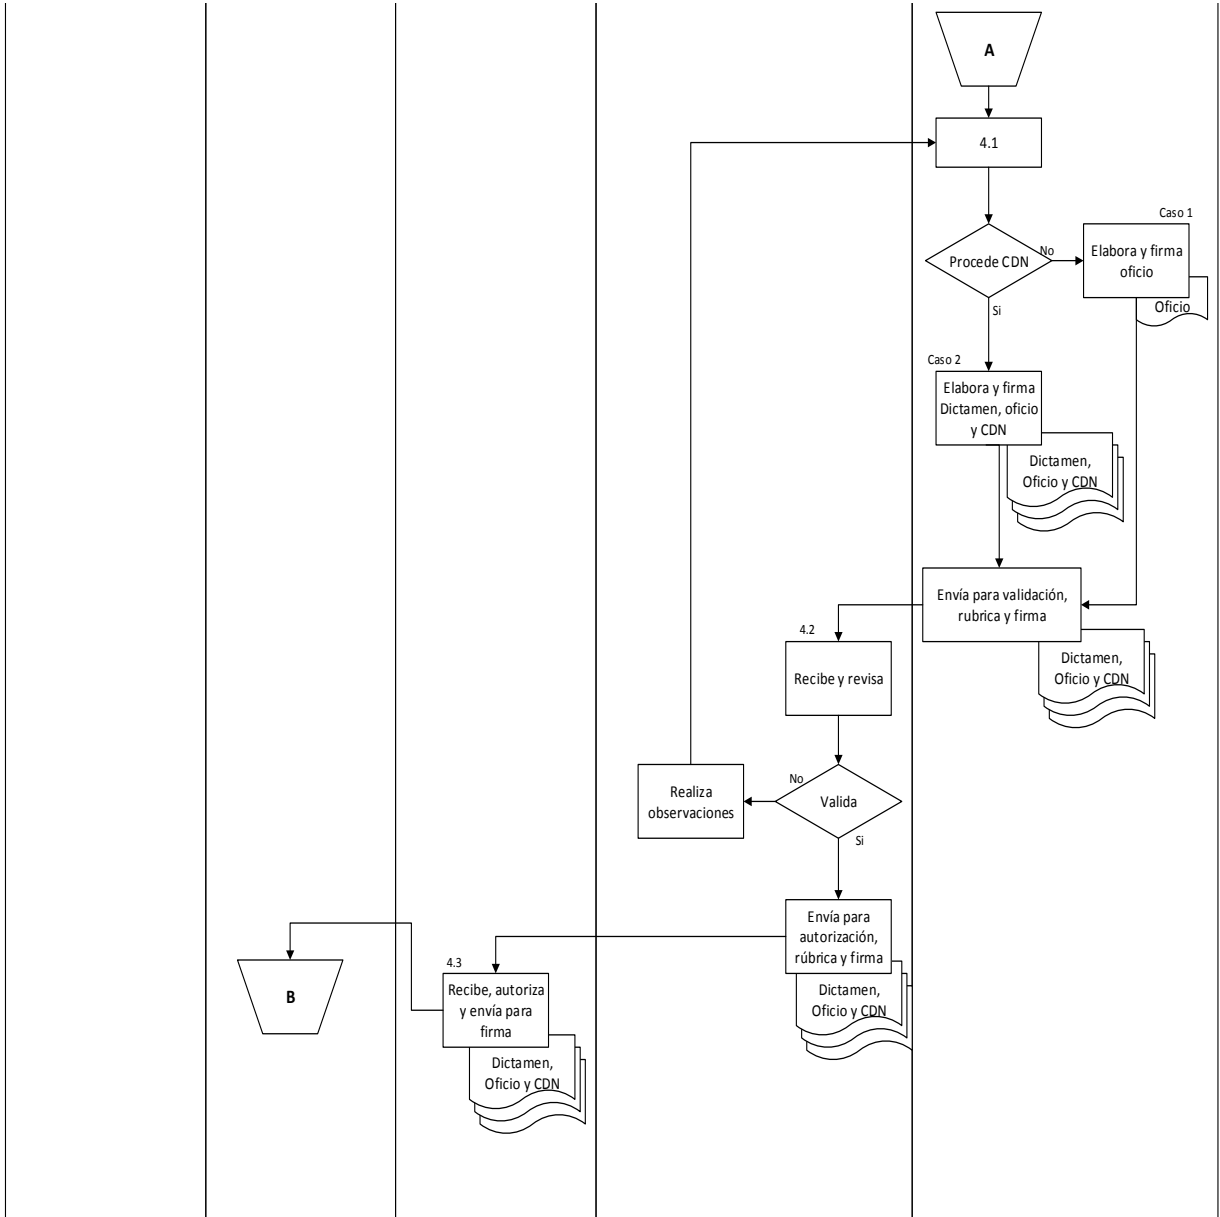 A
4.1
Caso 1
Procede CDN
No
Elabora y firma
oficio
Oficio
Si
Caso 2
Elabora y firma
Dictamen, oficio
y CDN
Dictamen,
Oficio y CDN
Envía para validación,
rubrica y firma
Dictamen,
Oficio y CDN
4.2
Recibe y revisa
No
Valida
Realiza
observaciones
Si
Envía para
autorización,
rúbrica y firma
Dictamen,
Oficio y CDN
4.3
Recibe, autoriza
y envía para
firma
Dictamen,
Oficio y CDN
B